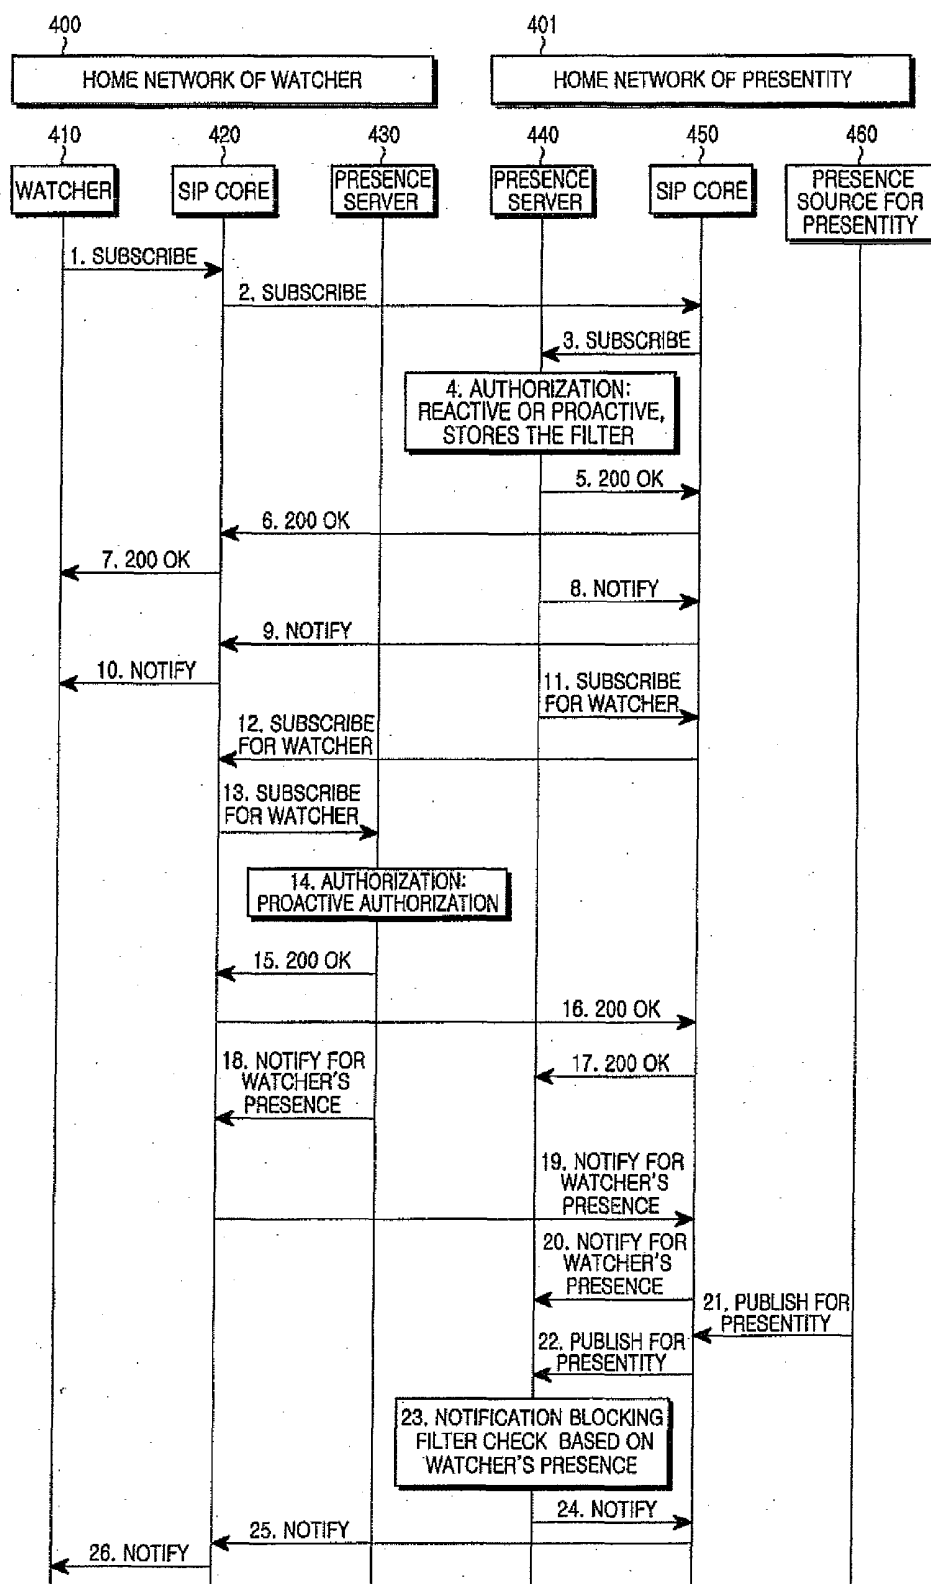 400
401
HOME NETWORK OF WATCHER
HOME NETWORK OF PRESENTITY
410
420
430
440
450
460
WATCHER
SIP CORE
PRESENCE
SERVER
PRESENCE
SERVER
SIP CORE
PRESENCE
SOURCE FOR
PRESENTITY
1. SUBSCRIBE
2. SUBSCRIBE
3. SUBSCRIBE
4. AUTHORIZATION:
REACTIVE OR PROACTIVE,
STORES THE FILTER
5. 200 OK
6. 200 OK
7. 200 OK
8. NOTIFY
9. NOTIFY
10. NOTIFY
11. SUBSCRIBE
FOR WATCHER
12. SUBSCRIBE
FOR WATCHER
13. SUBSCRIBE
FOR WATCHER
14. AUTHORIZATION:
PROACTIVE AUTHORIZATION
15. 200 OK
16. 200 OK
17. 200 OK
18. NOTIFY FOR
WATCHER'S
PRESENCE
19. NOTIFY FOR
WATCHER'S
PRESENCE
20. NOTIFY FOR
WATCHER'S
PRESENCE
21. PUBLISH FOR
PRESENTITY
22. PUBLISH FOR
PRESENTITY
23. NOTIFICATION BLOCKING
FILTER CHECK BASED ON
WATCHER'S PRESENCE
24. NOTIFY
25. NOTIFY
26. NOTIFY